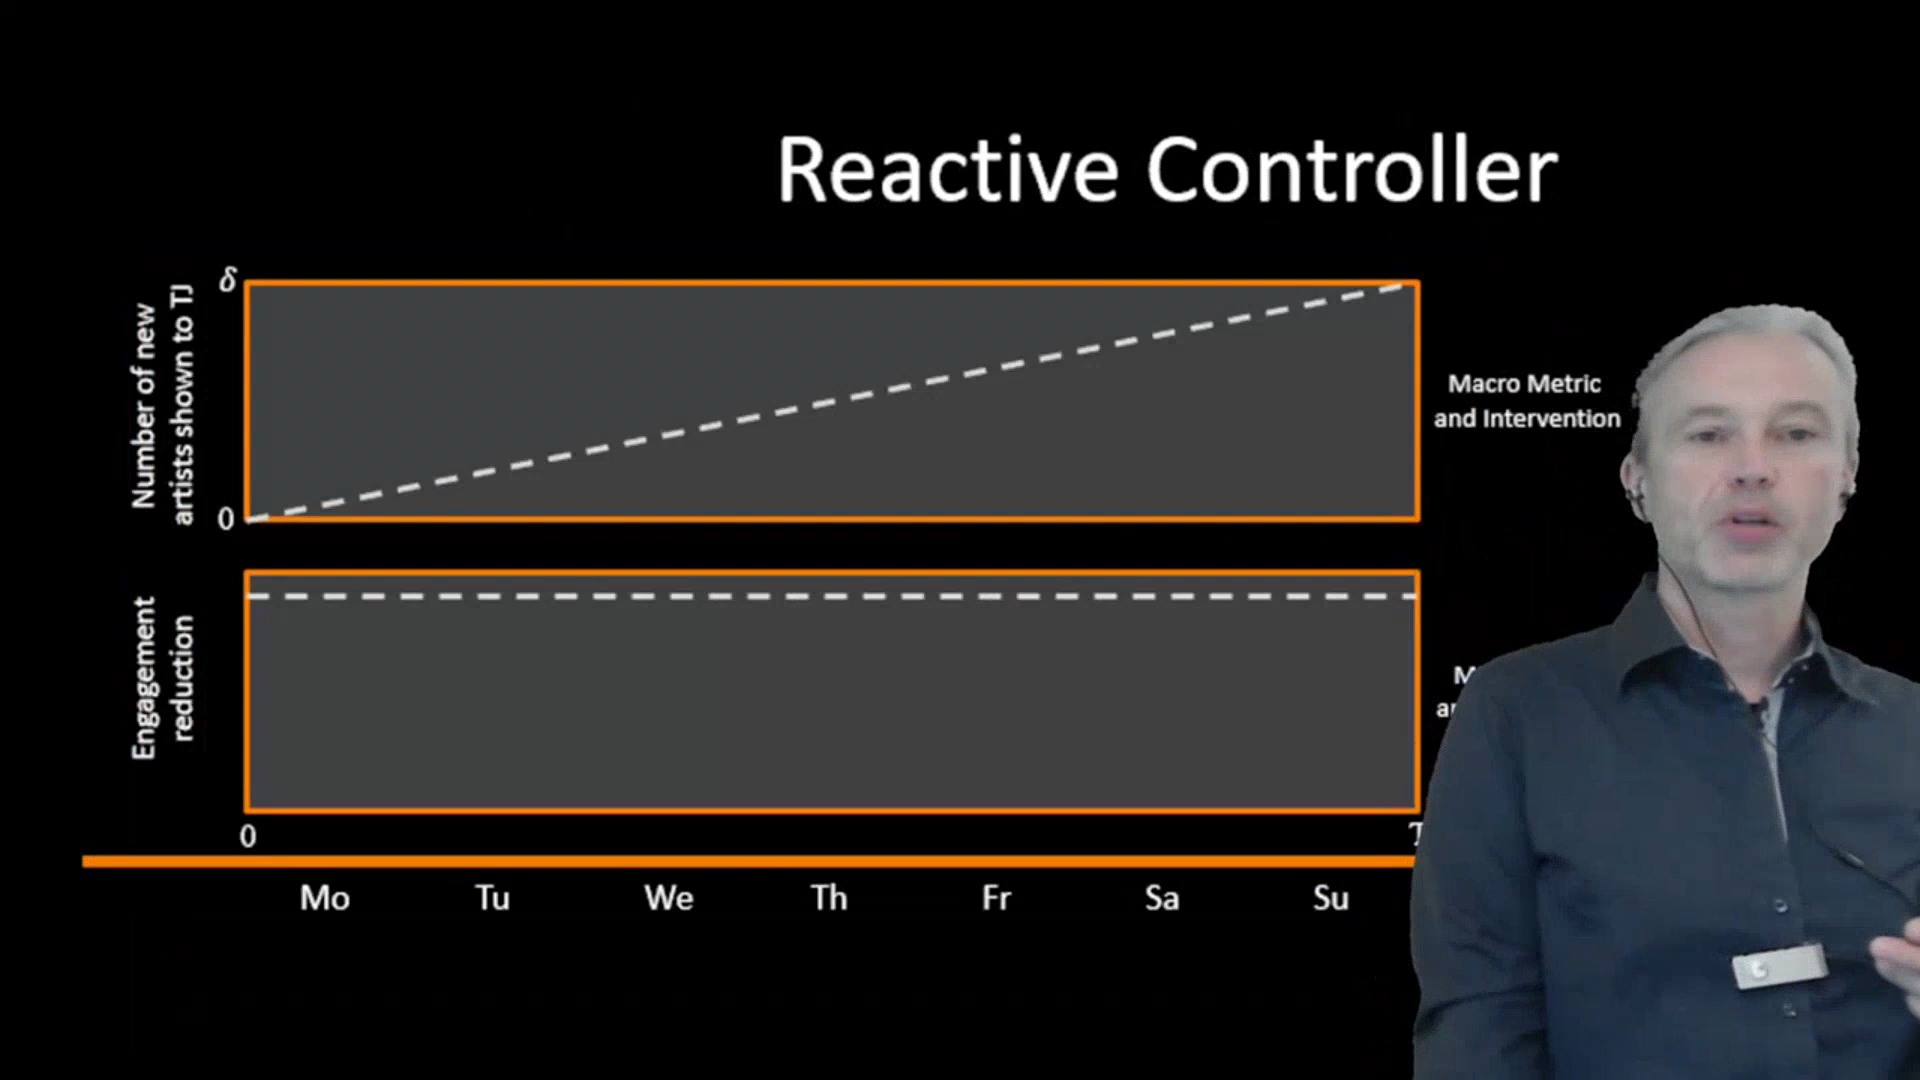 Reactive Controller
δ
Number of new
artists shown to TJ
0
Macro Metric
and Intervention
Engagement
reduction
0
Mo Tu We Th Fr Sa Su